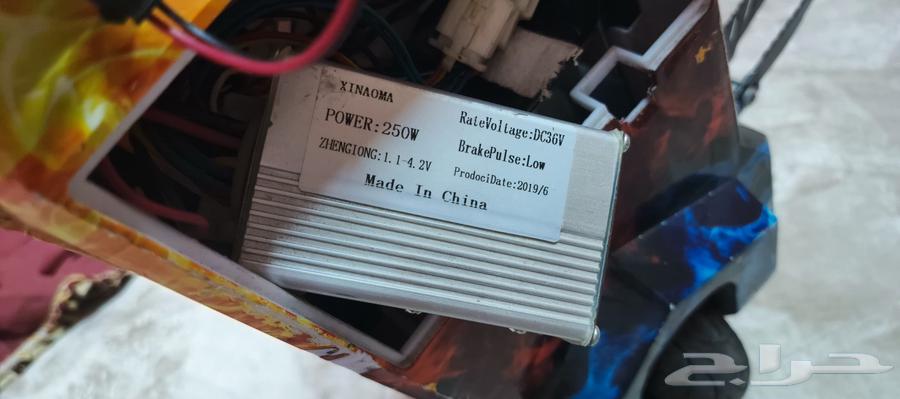 XINAOMA
POWER:250W
ZHENGIONG:1.1-4.2V
RateVoltage:DC36V
BrakePulse:Low
ProdociDate:2019/6
Made In China
حراج